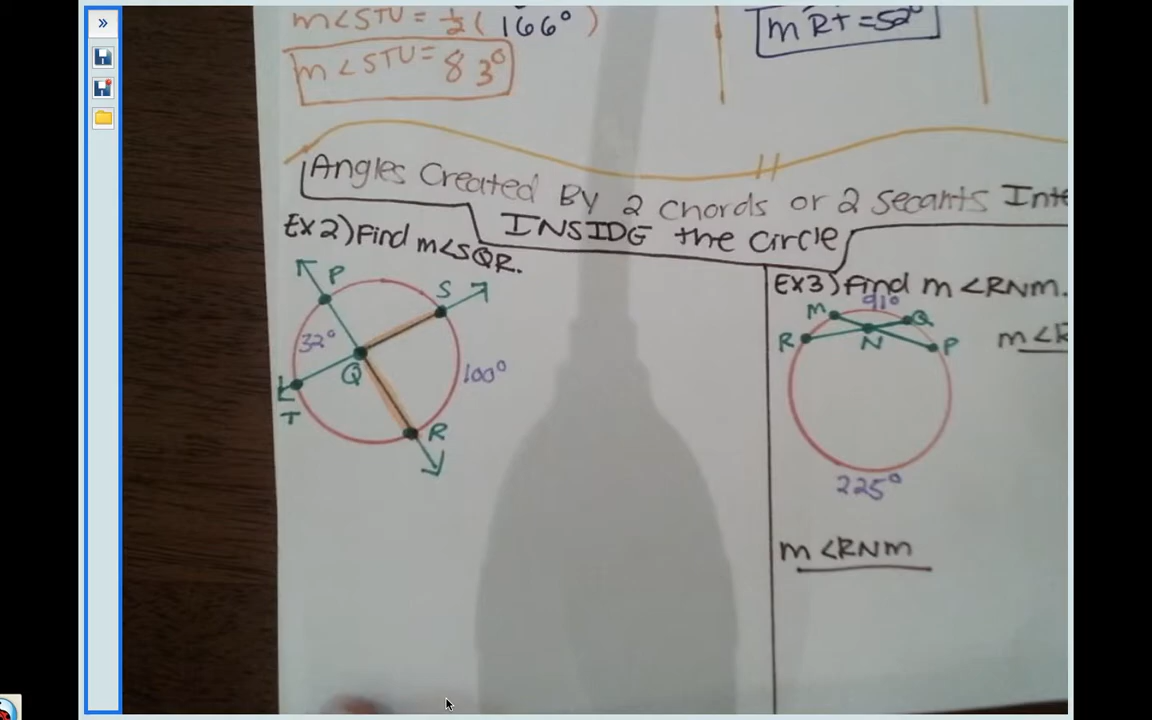 »
m<STU = ½( 166° )
m<STU = 83°
mRT = 52°
Angles Created By 2 Chords or 2 Secants Inte
INSIDE the Circle
Ex 2) Find m<SQR.
P
S
32°
Q
100°
T
R
Ex3) Find m<RNM.
91°
M
Q
R
N
P
m<R
225°
m<RNM